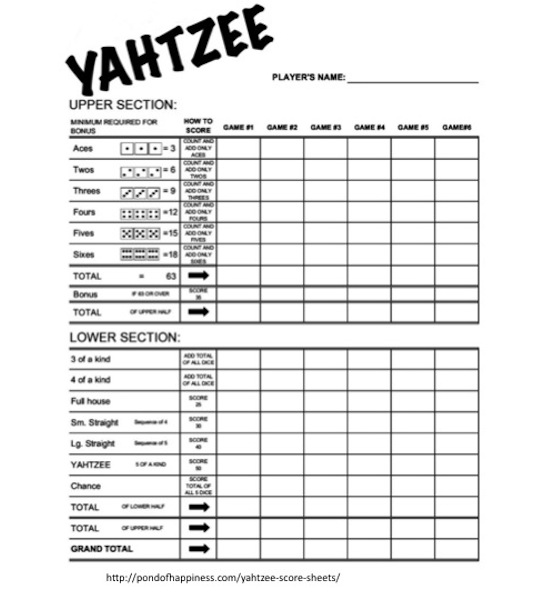 YAHTZEE
PLAYER'S NAME:
UPPER SECTION:
MINIMUM REQUIRED FOR BONUS HOW TO SCORE GAME #1 GAME #2 GAME #3 GAME #4 GAME #5 GAME#6
Aces = 3 COUNT AND ADD ONLY ACES
Twos = 6 COUNT AND ADD ONLY TWOS
Threes = 9 COUNT AND ADD ONLY THREES
Fours =12 COUNT AND ADD ONLY FOURS
Fives =15 COUNT AND ADD ONLY FIVES
Sixes =18 COUNT AND ADD ONLY SIXES
TOTAL = 63
Bonus IF 63 OR OVER SCORE 35
TOTAL OF UPPER HALF
LOWER SECTION:
3 of a kind ADD TOTAL OF ALL DICE
4 of a kind ADD TOTAL OF ALL DICE
Full house SCORE 25
Sm. Straight Sequence of 4 SCORE 30
Lg. Straight Sequence of 5 SCORE 40
YAHTZEE 5 OF A KIND SCORE 50
Chance SCORE TOTAL OF ALL 5 DICE
TOTAL OF LOWER HALF
TOTAL OF UPPER HALF
GRAND TOTAL
http://pondofhappiness.com/yahtzee-score-sheets/